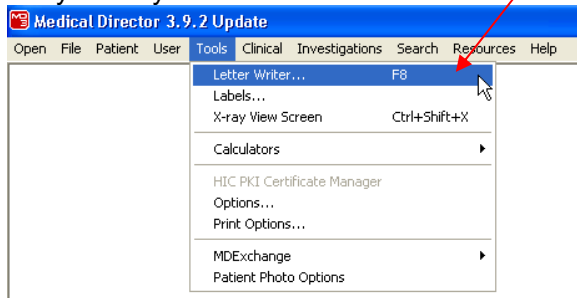 Medical Director 3.9.2 Update
Open File Patient User Tools Clinical Investigations Search Resources Help
Letter Writer... F8
Labels...
X-ray View Screen Ctrl+Shift+X
Calculators
HIC PKI Certificate Manager
Options...
Print Options...
MDExchange
Patient Photo Options